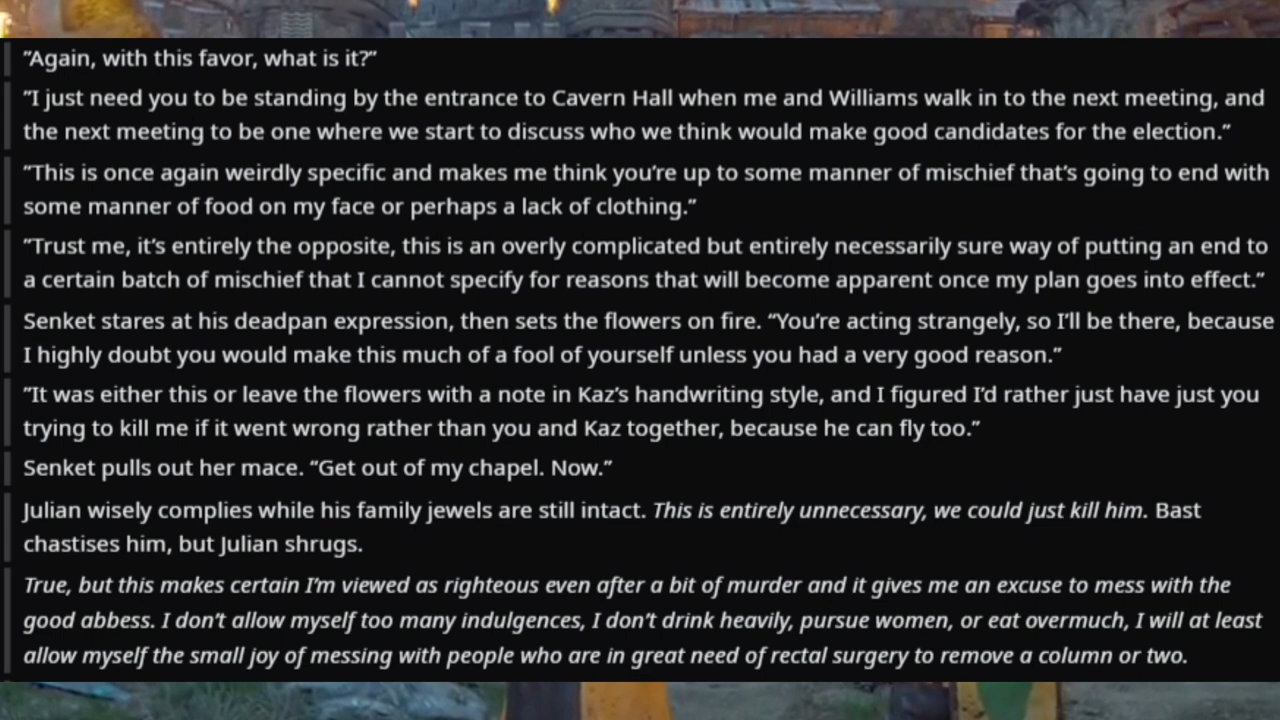 "Again, with this favor, what is it?"
"I just need you to be standing by the entrance to Cavern Hall when me and Williams walk in to the next meeting, and
the next meeting to be one where we start to discuss who we think would make good candidates for the election."
"This is once again weirdly specific and makes me think you're up to some manner of mischief that's going to end with
some manner of food on my face or perhaps a lack of clothing."
"Trust me, it's entirely the opposite, this is an overly complicated but entirely necessarily sure way of putting an end to
a certain batch of mischief that I cannot specify for reasons that will become apparent once my plan goes into effect."
Senket stares at his deadpan expression, then sets the flowers on fire. "You're acting strangely, so I'll be there, because
I highly doubt you would make this much of a fool of yourself unless you had a very good reason."
"It was either this or leave the flowers with a note in Kaz's handwriting style, and I figured I'd rather just have just you
trying to kill me if it went wrong rather than you and Kaz together, because he can fly too."
Senket pulls out her mace. "Get out of my chapel. Now."
Julian wisely complies while his family jewels are still intact. This is entirely unnecessary, we could just kill him. Bast
chastises him, but Julian shrugs.
True, but this makes certain I'm viewed as righteous even after a bit of murder and it gives me an excuse to mess with the
good abbess. I don't allow myself too many indulgences, I don't drink heavily, pursue women, or eat overmuch, I will at least
allow myself the small joy of messing with people who are in great need of rectal surgery to remove a column or two.